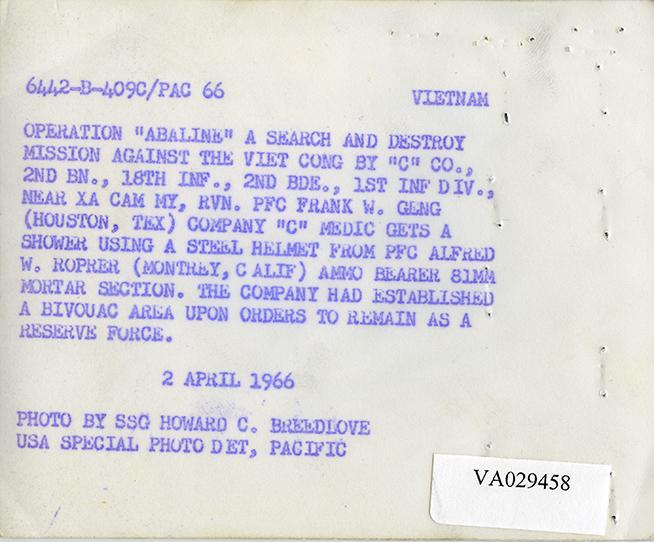 6442-B-409C/PAC 66 VIETNAM
OPERATION "ABALINE" A SEARCH AND DESTROY
MISSION AGAINST THE VIET CONG BY "C" CO.,
2ND BN., 18TH INF., 2ND BDE., 1ST INF DIV.,
NEAR XA CAM MY, RVN. PFC FRANK W. GENG
(HOUSTON, TEX) COMPANY "C" MEDIC GETS A
SHOWER USING A STEEL HELMET FROM PFC ALFRED
W. ROPRER (MONTREY, CALIF) AMMO BEARER 81MM
MORTAR SECTION. THE COMPANY HAD ESTABLISHED
A BIVOUAC AREA UPON ORDERS TO REMAIN AS A
RESERVE FORCE.
2 APRIL 1966
PHOTO BY SSG HOWARD C. BREEDLOVE
USA SPECIAL PHOTO DET, PACIFIC
VA029458